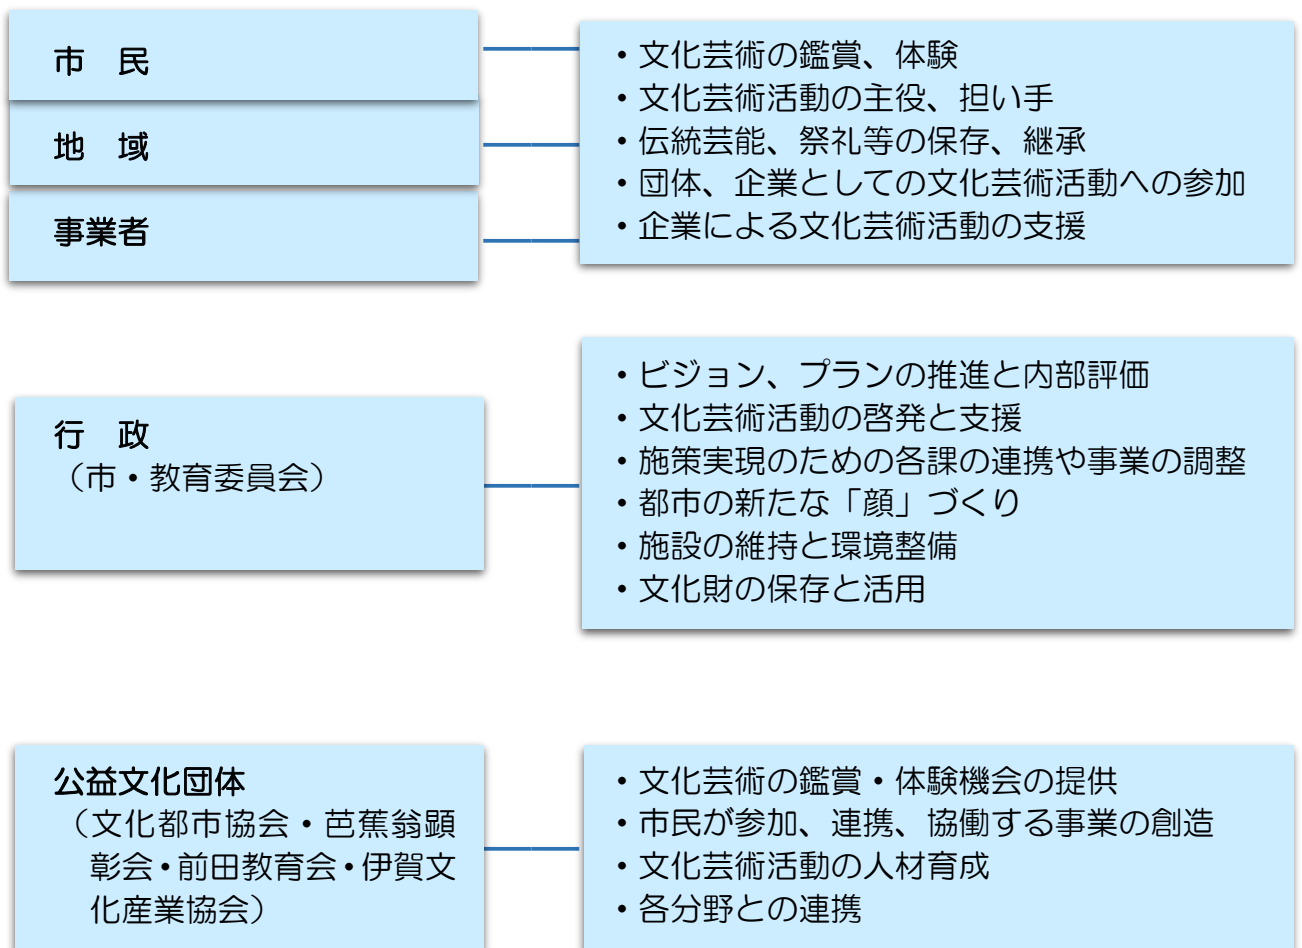 市　民
地　域
事業者
・文化芸術の鑑賞、体験
・文化芸術活動の主役、担い手
・伝統芸能、祭礼等の保存、継承
・団体、企業としての文化芸術活動への参加
・企業による文化芸術活動の支援
行　政
（市・教育委員会）
・ビジョン、プランの推進と内部評価
・文化芸術活動の啓発と支援
・施策実現のための各課の連携や事業の調整
・都市の新たな「顔」づくり
・施設の維持と環境整備
・文化財の保存と活用
公益文化団体
（文化都市協会・芭蕉翁顕
彰会・前田教育会・伊賀文
化産業協会）
・文化芸術の鑑賞・体験機会の提供
・市民が参加、連携、協働する事業の創造
・文化芸術活動の人材育成
・各分野との連携